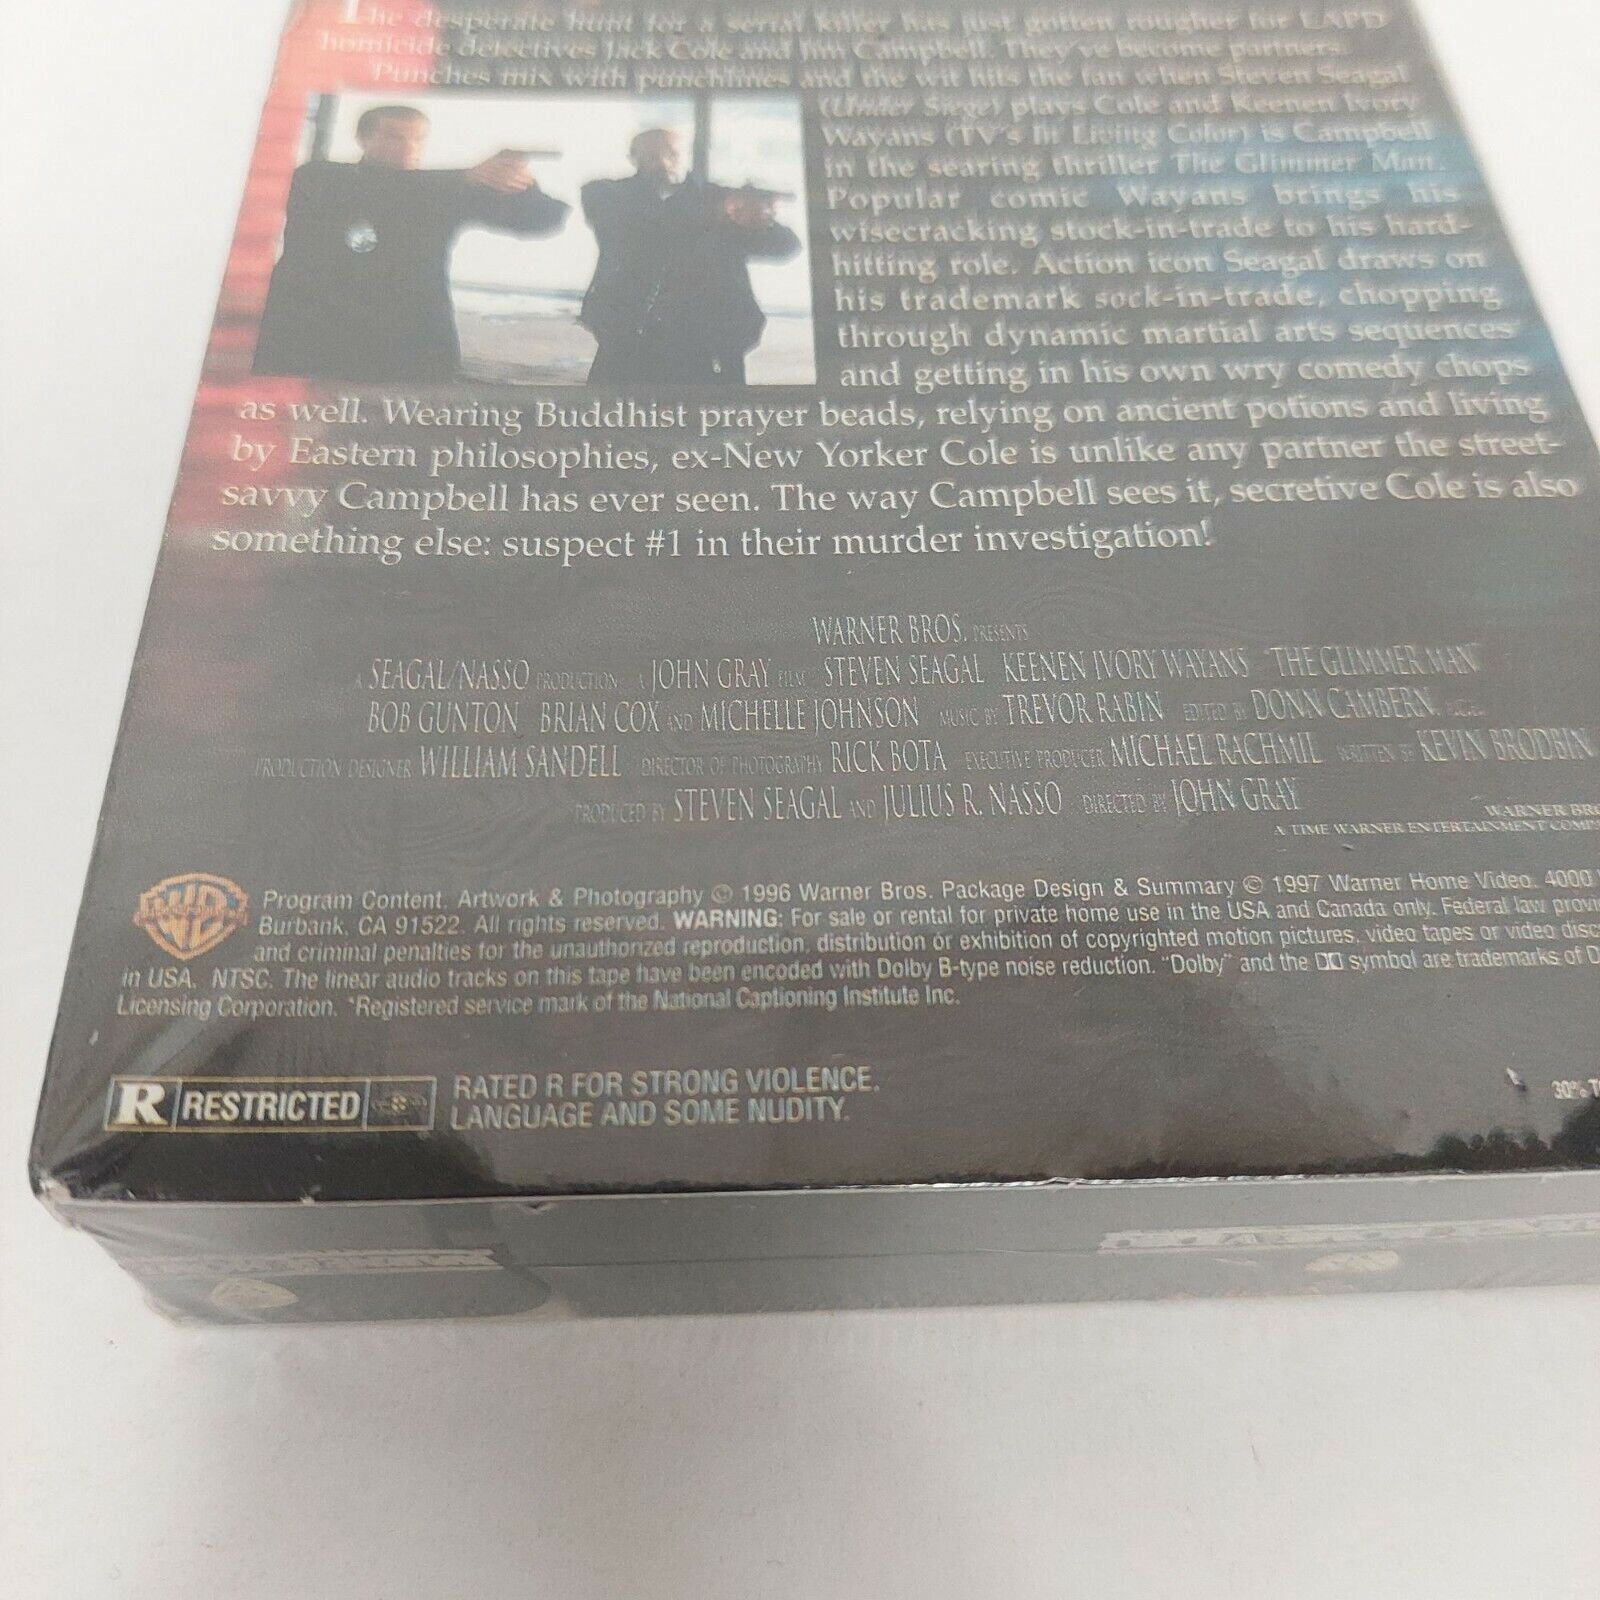 The desperate hunt for a serial killer has just gotten rougher for LAPD
homicide detectives Jack Cole and Jim Campbell. They've become partners.
Punches mix with punchlines and the wit hits the fan when Steven Seagal
(Under Siege) plays Cole and Keenen Ivory
Wayans (TV's In Living Color) is Campbell
in the searing thriller The Glimmer Man.
Popular comic Wayans brings his
wisecracking stock-in-trade to his hard-
hitting role. Action icon Seagal draws on
his trademark sock-in-trade, chopping
through dynamic martial arts sequences
and getting in his own wry comedy chops
as well. Wearing Buddhist prayer beads, relying on ancient potions and living
by Eastern philosophies, ex-New Yorker Cole is unlike any partner the street-
savvy Campbell has ever seen. The way Campbell sees it, secretive Cole is also
something else: suspect #1 in their murder investigation!
WARNER BROS. PRESENTS
A SEAGAL/NASSO PRODUCTION A JOHN GRAY FILM STEVEN SEAGAL KEENEN IVORY WAYANS "THE GLIMMER MAN"
BOB GUNTON BRIAN COX AND MICHELLE JOHNSON MUSIC BY TREVOR RABIN EDITED BY DONN CAMBERN,
PRODUCTION DESIGNER WILLIAM SANDELL DIRECTOR OF PHOTOGRAPHY RICK BOTA EXECUTIVE PRODUCER MICHAEL RACHMIL WRITTEN BY KEVIN BRODBIN
PRODUCED BY STEVEN SEAGAL AND JULIUS R. NASSO DIRECTED BY JOHN GRAY
WARNER BRO
A TIME WARNER ENTERTAINMENT COMP
Program Content, Artwork & Photography © 1996 Warner Bros. Package Design & Summary © 1997 Warner Home Video. 4000
Burbank, CA 91522. All rights reserved. WARNING: For sale or rental for private home use in the USA and Canada only. Federal law provi
and criminal penalties for the unauthorized reproduction, distribution or exhibition of copyrighted motion pictures, video tapes or video disc
in USA. NTSC. The linear audio tracks on this tape have been encoded with Dolby B-type noise reduction. "Dolby" and the symbol are trademarks of D
Licensing Corporation. *Registered service mark of the National Captioning Institute Inc.
R RESTRICTED RATED R FOR STRONG VIOLENCE,
LANGUAGE AND SOME NUDITY.
30% T